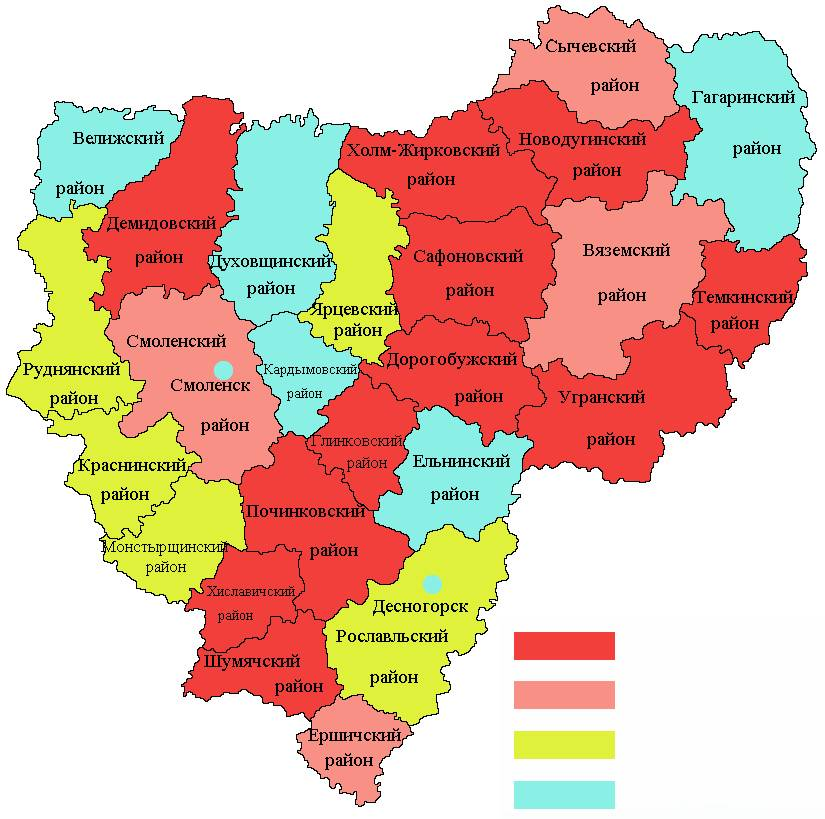 Сычевский
район
Гагаринский
район
Велижский
район
Новодугинский
район
Холм-Жирковский
район
Демидовский
район
Духовщинский
район
Вяземский
район
Сафоновский
район
Темкинский
район
Ярцевский
район
Смоленский
Смоленск
район
Кардымовский
район
Дорогобужский
район
Руднянский
район
Угранский
район
Глинковский
район
Ельнинский
район
Краснинский
район
Починковский
район
Монстырщинский
район
Хиславичский
район
Десногорск
Рославльский
район
Шумячский
район
Ершичский
район